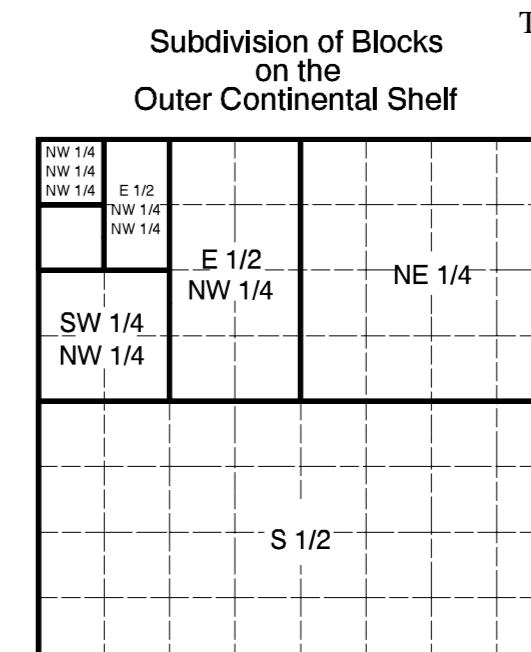 T
Subdivision of Blocks
on the
Outer Continental Shelf
NW 1/4
NW 1/4
NW 1/4
E 1/2
NW 1/4
NW 1/4
E 1/2
NW 1/4
NE 1/4
SW 1/4
NW 1/4
S 1/2